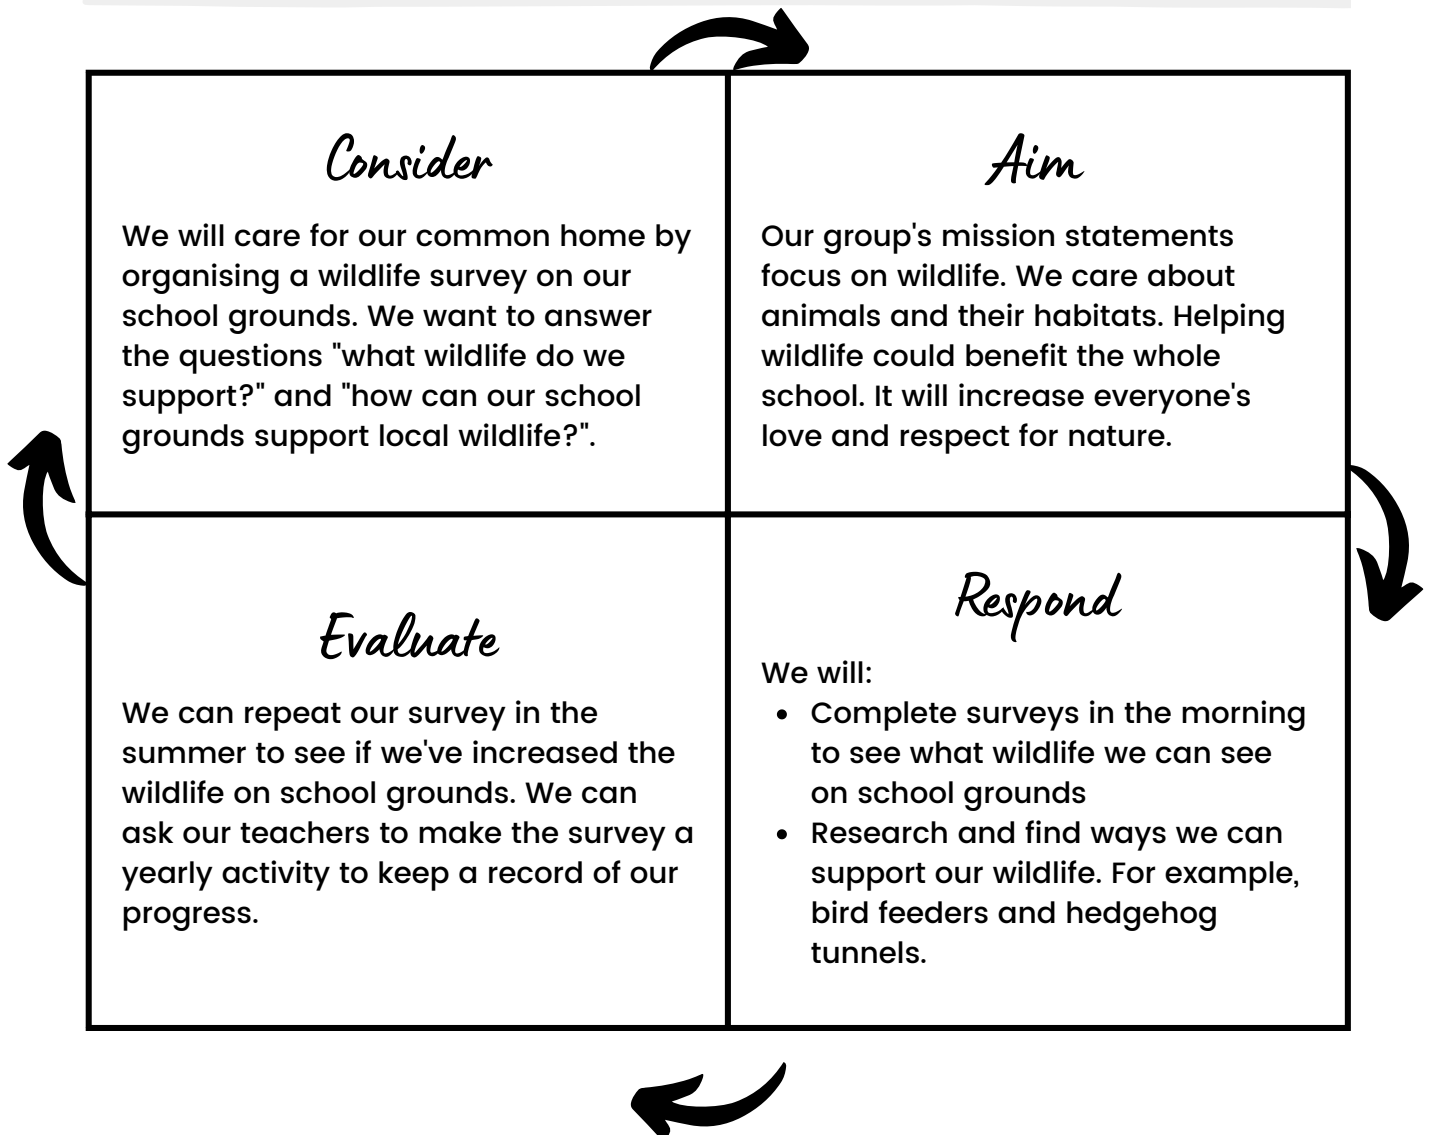 Consider
We will care for our common home by
organising a wildlife survey on our
school grounds. We want to answer
the questions "what wildlife do we
support?" and "how can our school
grounds support local wildlife?".
Aim
Our group's mission statements
focus on wildlife. We care about
animals and their habitats. Helping
wildlife could benefit the whole
school. It will increase everyone's
love and respect for nature.
Evaluate
We can repeat our survey in the
summer to see if we've increased the
wildlife on school grounds. We can
ask our teachers to make the survey a
yearly activity to keep a record of our
progress.
Respond
We will:
• Complete surveys in the morning
to see what wildlife we can see
on school grounds
• Research and find ways we can
support our wildlife. For example,
bird feeders and hedgehog
tunnels.